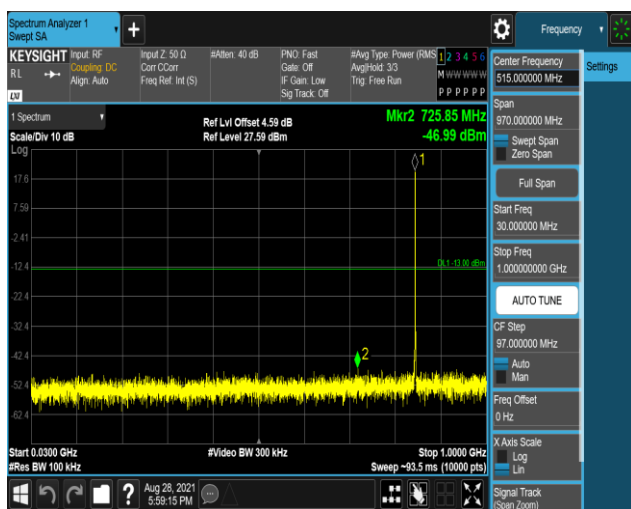 Spectrum Analyzer 1
Swept SA
+
Frequency
KEYSIGHT
RL
Input: RF
Coupling: DC
Align: Auto
Input Z: 50 Ω
Corr CCorr
Freq Ref: Int (S)
#Atten: 40 dB
PNO: Fast
Gate: Off
IF Gain: Low
Sig Track: Off
#Avg Type: Power (RMS
Avg|Hold: 3/3
Trig: Free Run
1 2 3 4 5 6
M W W W W W
P P P P P P
1 Spectrum
Scale/Div 10 dB
Log
Ref Lvl Offset 4.59 dB
Ref Level 27.59 dBm
Mkr2 725.85 MHz
-46.99 dBm
1
17.6
7.59
-2.41
-12.4
DL1 -13.00 dBm
-22.4
-32.4
-42.4
2
-52.4
-62.4
Start 0.0300 GHz
#Res BW 100 kHz
#Video BW 300 kHz
Stop 1.0000 GHz
Sweep ~93.5 ms (10000 pts)
Center Frequency
515.000000 MHz
Settings
Span
970.000000 MHz
Swept Span
Zero Span
Full Span
Start Freq
30.000000 MHz
Stop Freq
1.000000000 GHz
AUTO TUNE
CF Step
97.000000 MHz
Auto
Man
Freq Offset
0 Hz
X Axis Scale
Log
Lin
Signal Track
(Span Zoom)
?
Aug 28, 2021
5:59:15 PM